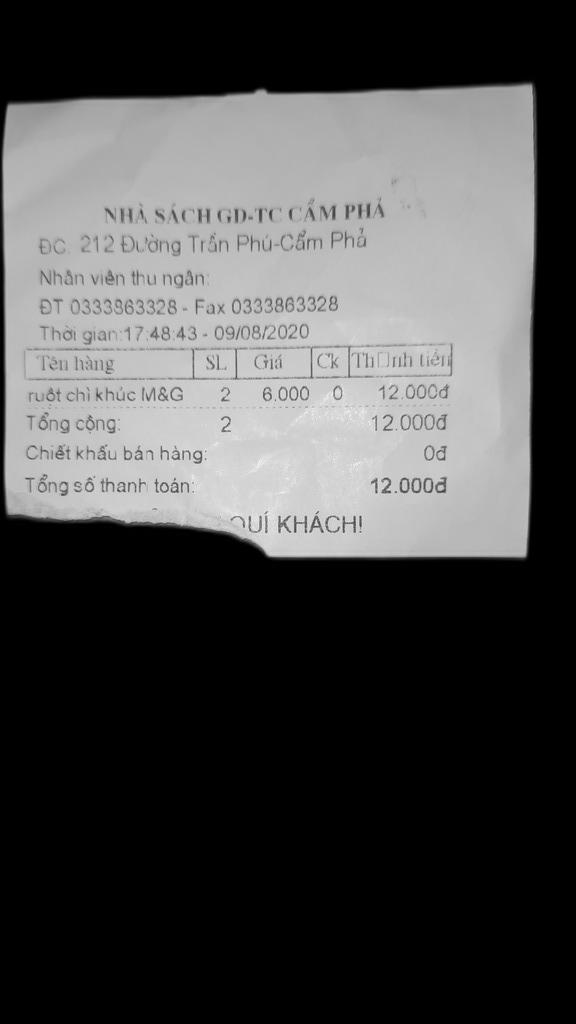 NHÀ SÁCH GD-TC CẨM PHẢ
ĐC. 212 Đường Trần Phú-Cẩm Phả
Nhân viên thu ngân:
ĐT 0333863328 - Fax 0333863328
Thời gian:17:48:43 - 09/08/2020
Tên hàng SL Giá Ck Th□nh tiền
ruột chì khúc M&G 2 6.000 0 12.000đ
Tổng cộng: 2 12.000đ
Chiết khấu bán hàng: 0đ
Tổng số thanh toán: 12.000đ
QUÍ KHÁCH!